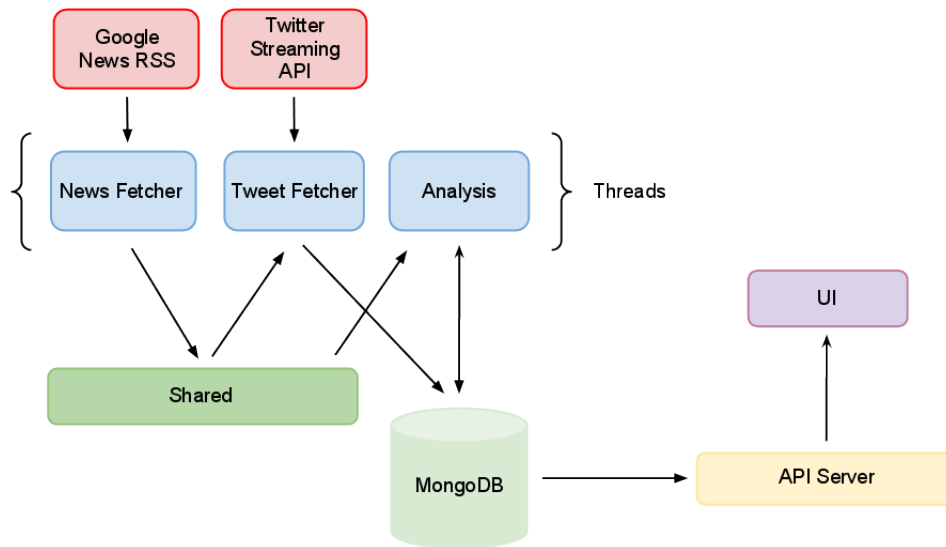 Google
News RSS
Twitter
Streaming
API
News Fetcher
Tweet Fetcher
Analysis
Threads
UI
Shared
MongoDB
API Server